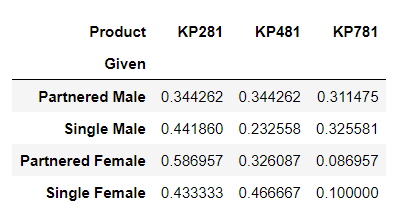 Product KP281 KP481 KP781
Given
Partnered Male 0.344262 0.344262 0.311475
Single Male 0.441860 0.232558 0.325581
Partnered Female 0.586957 0.326087 0.086957
Single Female 0.433333 0.466667 0.100000